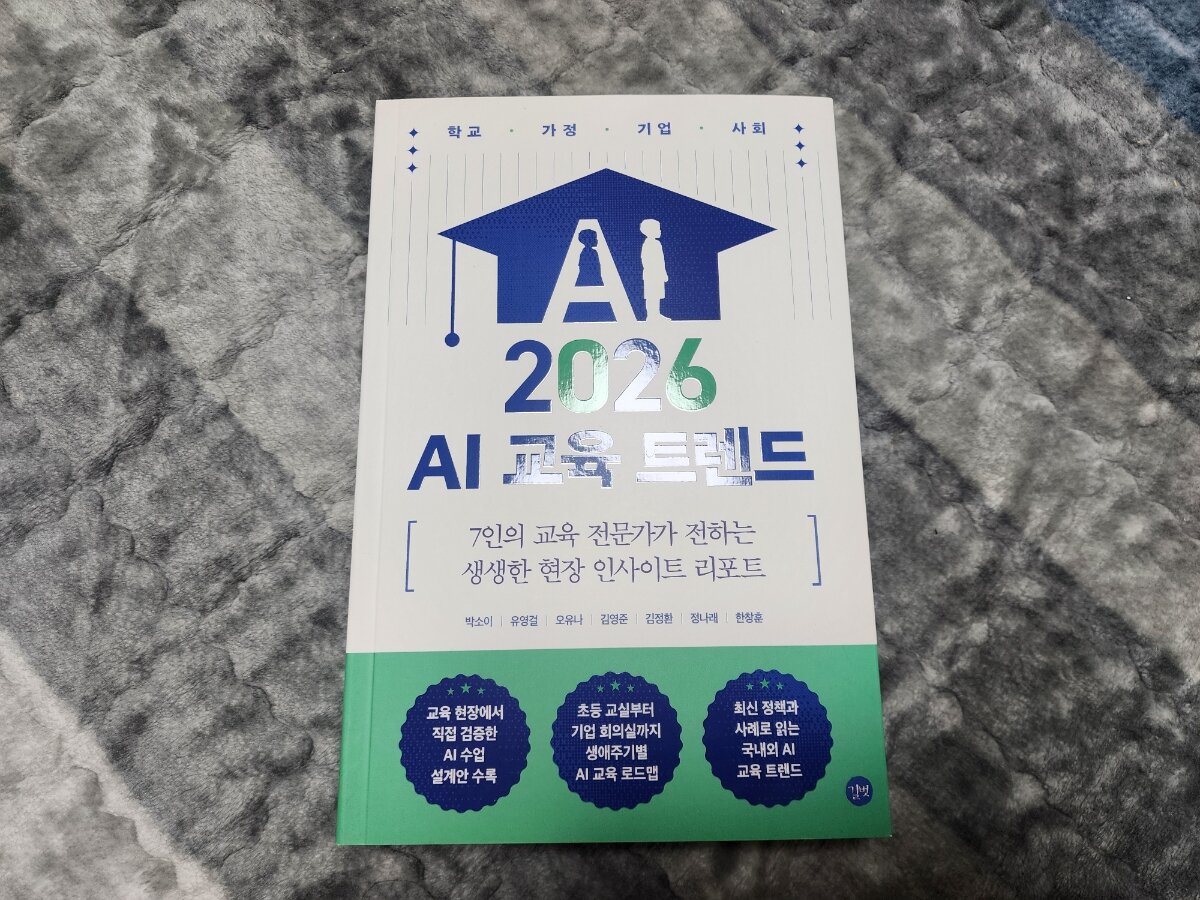 학교 · 가정 · 기업 · 사회
AI
2026
AI 교육 트렌드
[ 7인의 교육 전문가가 전하는
생생한 현장 인사이트 리포트 ]
박소이 | 유영걸 | 오유나 | 김영준 | 김정환 | 정나래 | 한창훈
교육 현장에서
직접 검증한
AI 수업
설계안 수록
초등 교실부터
기업 회의실까지
생애주기별
AI 교육 로드맵
최신 정책과
사례로 읽는
국내외 AI
교육 트렌드
길벗